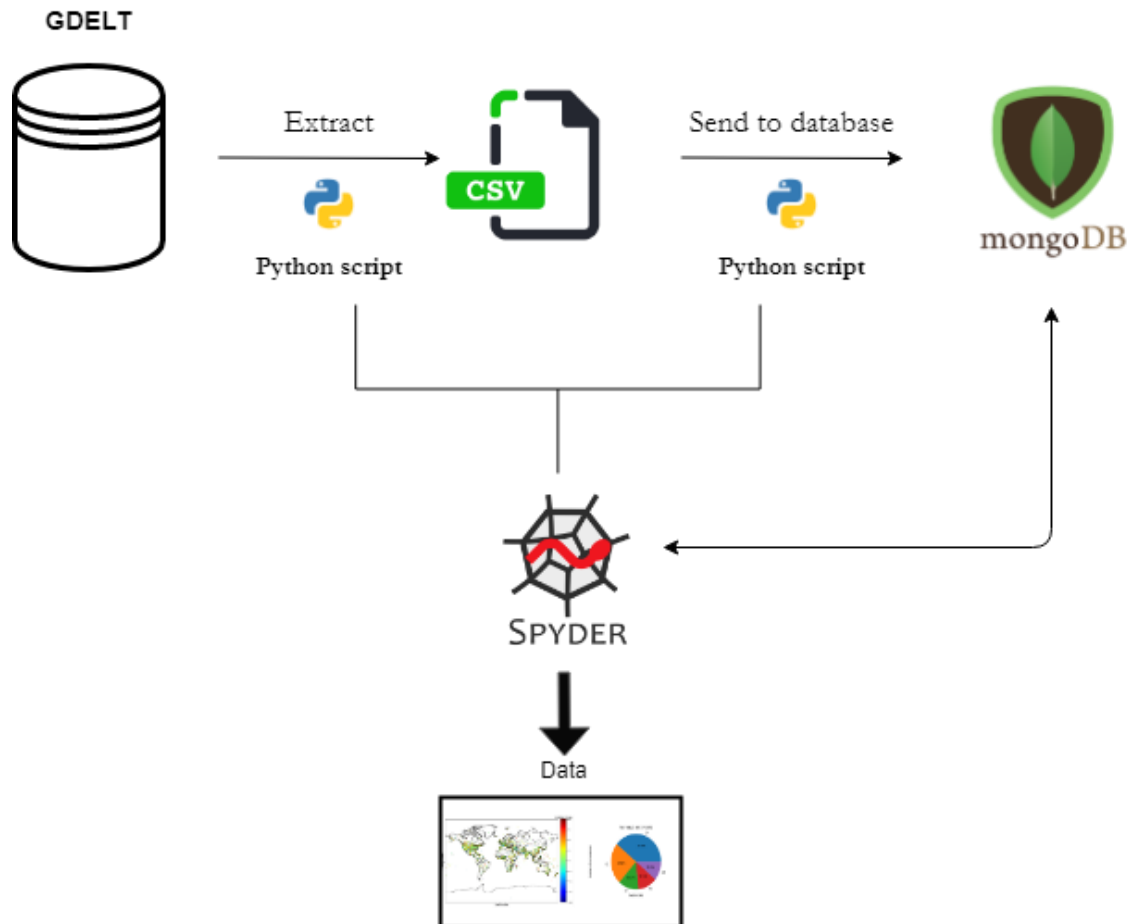 GDELT
Extract
Send to database
CSV
mongoDB
Python script
Python script
SPYDER
Data